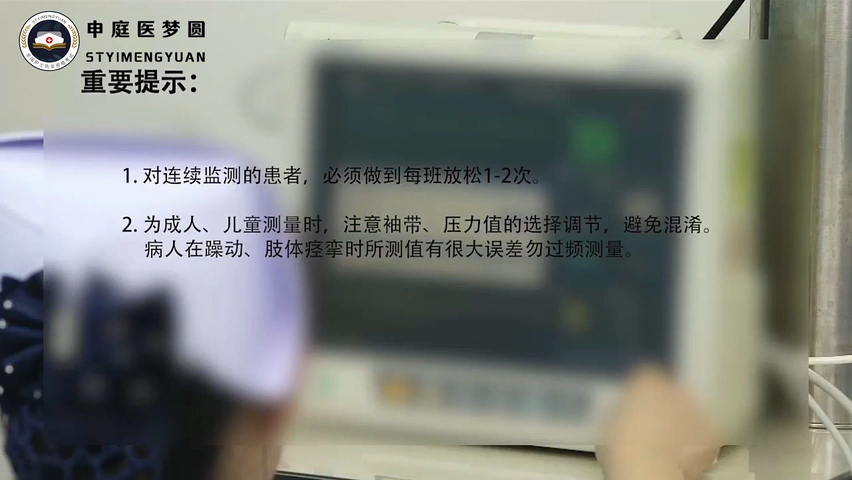 申庭医梦圆
STYIMENGYUAN
重要提示：
1. 对连续监测的患者，必须做到每班放松1-2次。
2. 为成人、儿童测量时，注意袖带、压力值的选择调节，避免混淆。
病人在躁动、肢体痉挛时所测值有很大误差勿过频测量。